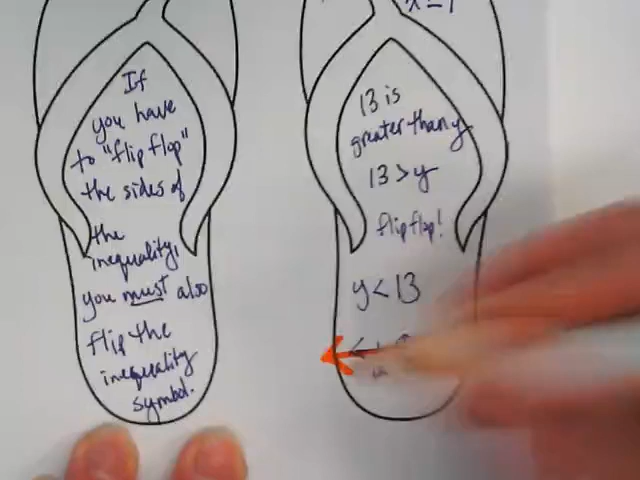 If
you have
to "flip flop"
the sides of
the
inequality,
you must also
flip the
inequality
symbol.
13 is
greater than y
13 > y
flip flop!
y < 13